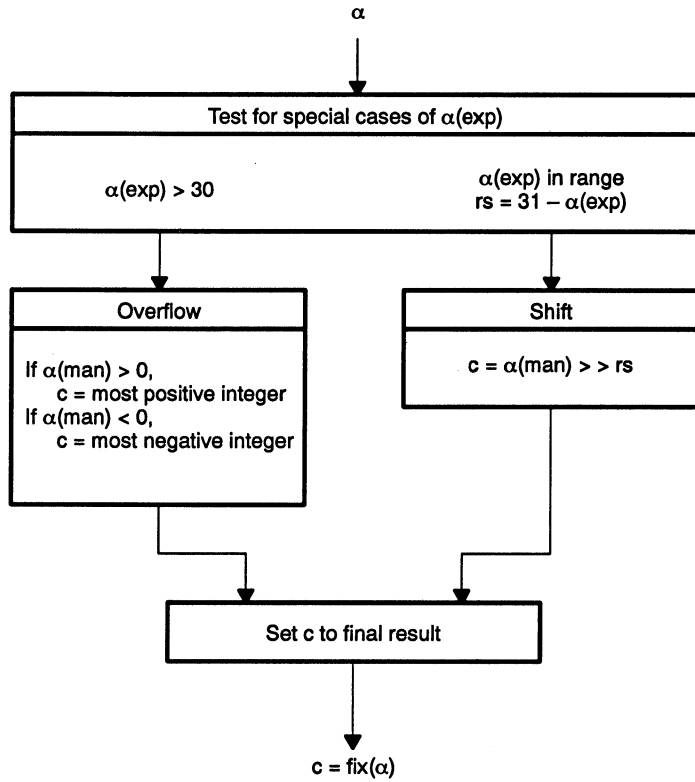 α
Test for special cases of α(exp)
α(exp) > 30
α(exp) in range
rs = 31 – α(exp)
Overflow
If α(man) > 0,
c = most positive integer
If α(man) < 0,
c = most negative integer
Shift
c = α(man) > > rs
Set c to final result
c = fix(α)